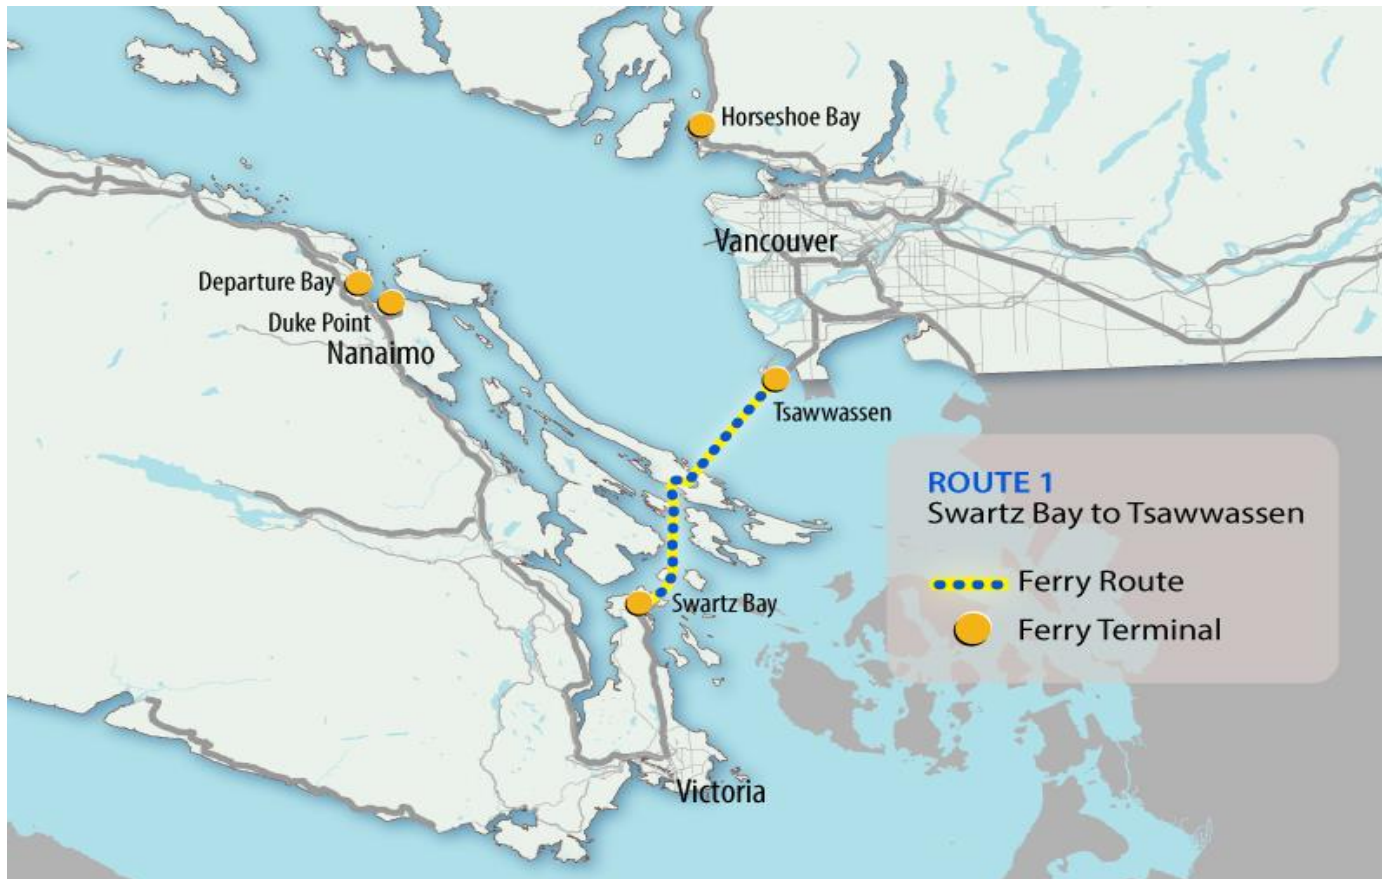 Horseshoe Bay
Vancouver
Departure Bay
Duke Point
Nanaimo
Tsawwassen
ROUTE 1
Swartz Bay to Tsawwassen
Ferry Route
Ferry Terminal
Swartz Bay
Victoria